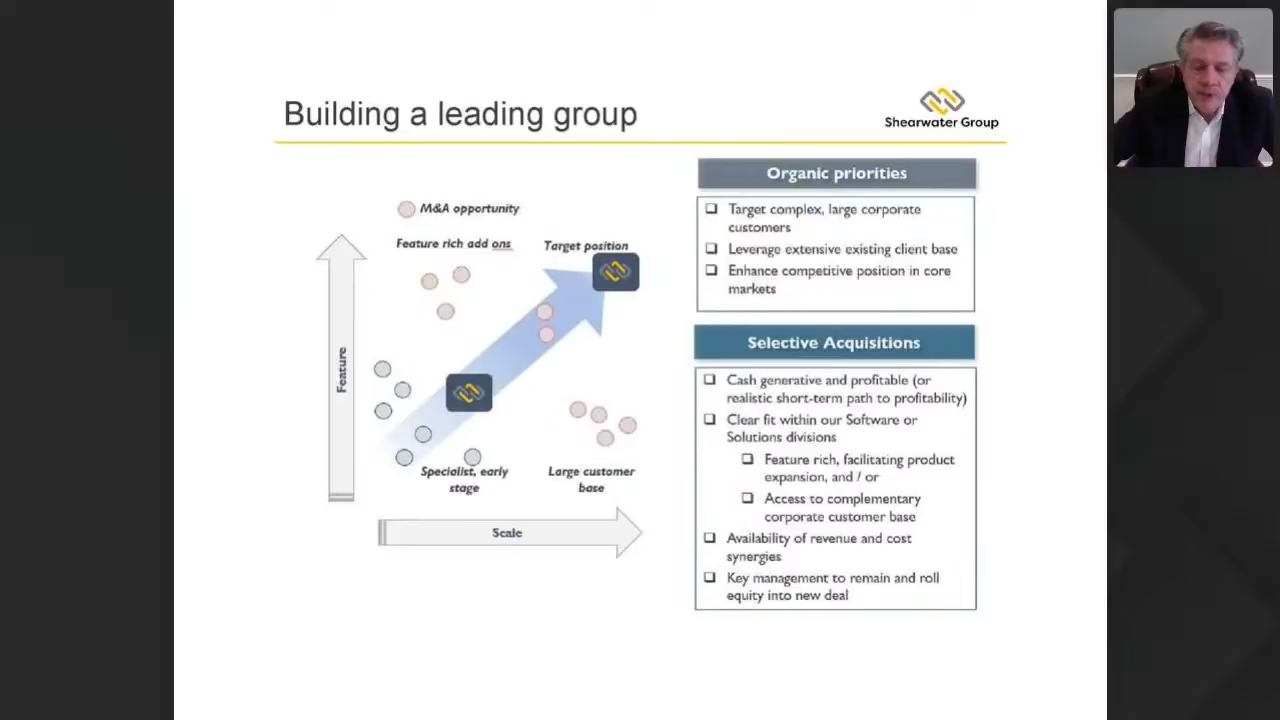 Building a leading group
Shearwater Group
M&A opportunity
Feature rich add ons
Target position
Feature
Specialist, early
stage
Large customer
base
Scale
Organic priorities
Target complex, large corporate
customers
Leverage extensive existing client base
Enhance competitive position in core
markets
Selective Acquisitions
Cash generative and profitable (or
realistic short-term path to profitability)
Clear fit within our Software or
Solutions divisions
Feature rich, facilitating product
expansion, and / or
Access to complementary
corporate customer base
Availability of revenue and cost
synergies
Key management to remain and roll
equity into new deal